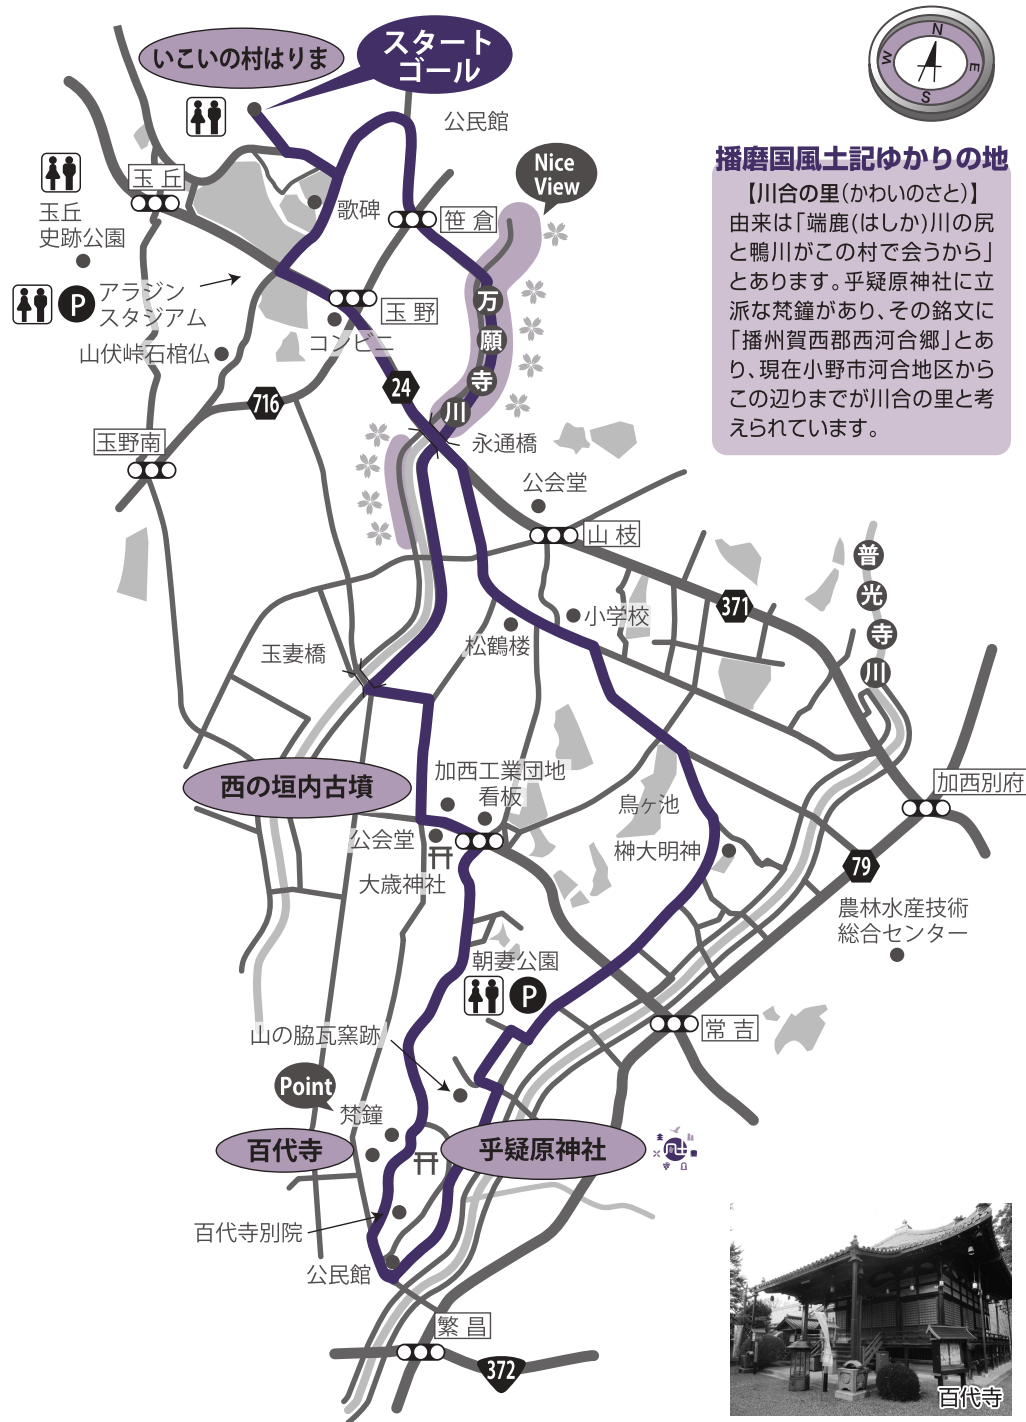 いこいの村はりま
スタート
ゴール
N
E
S
W
公民館
Nice
View
玉丘
玉丘
史跡公園
歌碑
笹倉
P
アラジン
スタジアム
玉野
コンビニ
山伏峠石棺仏
万願寺川
24
716
玉野南
永通橋
播磨国風土記ゆかりの地
【川合の里(かわいのさと)】
由来は「端鹿(はしか)川の尻
と鴨川がこの村で会うから」
とあります。乎疑原神社に立
派な梵鐘があり、その銘文に
「播州賀西郡西河合郷」とあ
り、現在小野市河合地区から
この辺りまでが川合の里と考
えられています。
公会堂
山枝
普光寺川
371
小学校
松鶴楼
玉妻橋
西の垣内古墳
加西工業団地
看板
公会堂
大歳神社
鳥ヶ池
榊大明神
加西別府
79
農林水産技術
総合センター
朝妻公園
P
常吉
山の脇瓦窯跡
Point
梵鐘
百代寺
乎疑原神社
百代寺別院
公民館
繁昌
372
百代寺